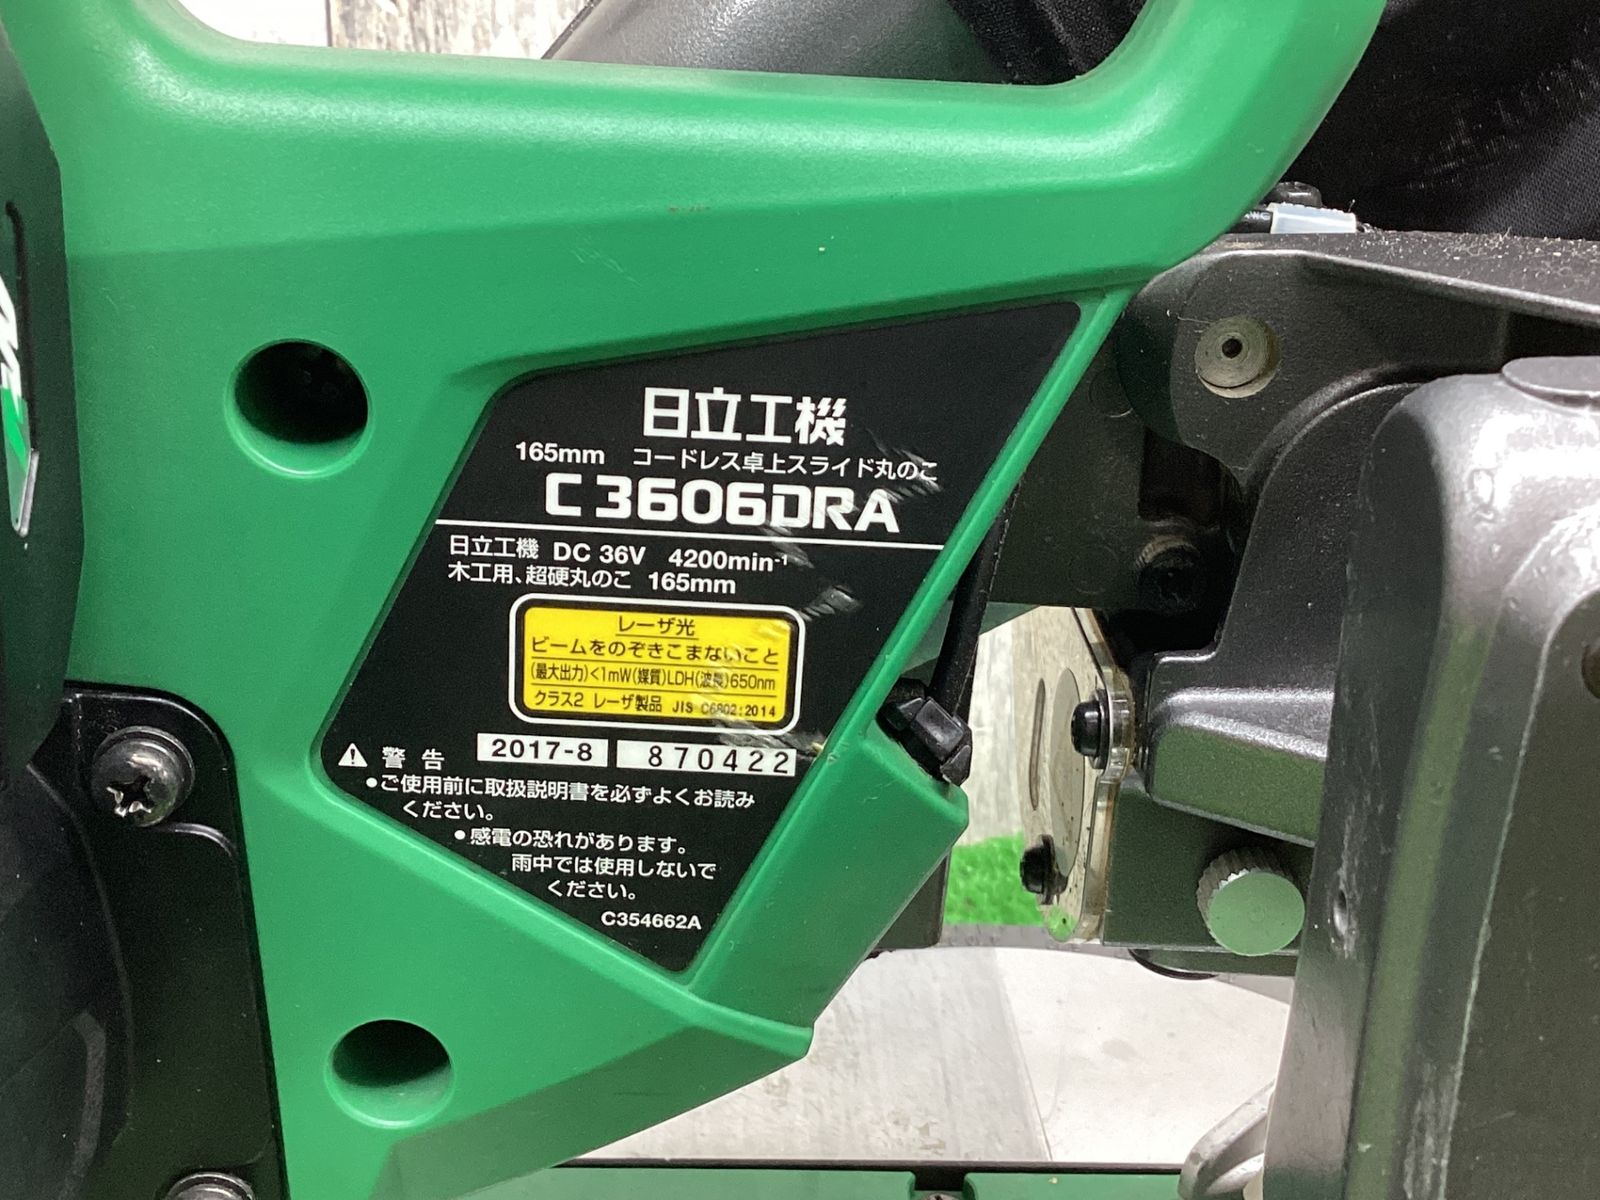 日立工機
165mm コードレス卓上スライド丸のこ
C3606DRA
日立工機 DC 36V 4200min⁻¹
木工用、超硬丸のこ 165mm
レーザ光
ビームをのぞきこまないこと
(最大出力)<1mW(媒質)LDH(波長)650nm
クラス2 レーザ製品 JIS C6802:2014
警告 2017-8 870422
●ご使用前に取扱説明書を必ずよくお読み
ください。
●感電の恐れがあります。
雨中では使用しないで
ください。
C354662A